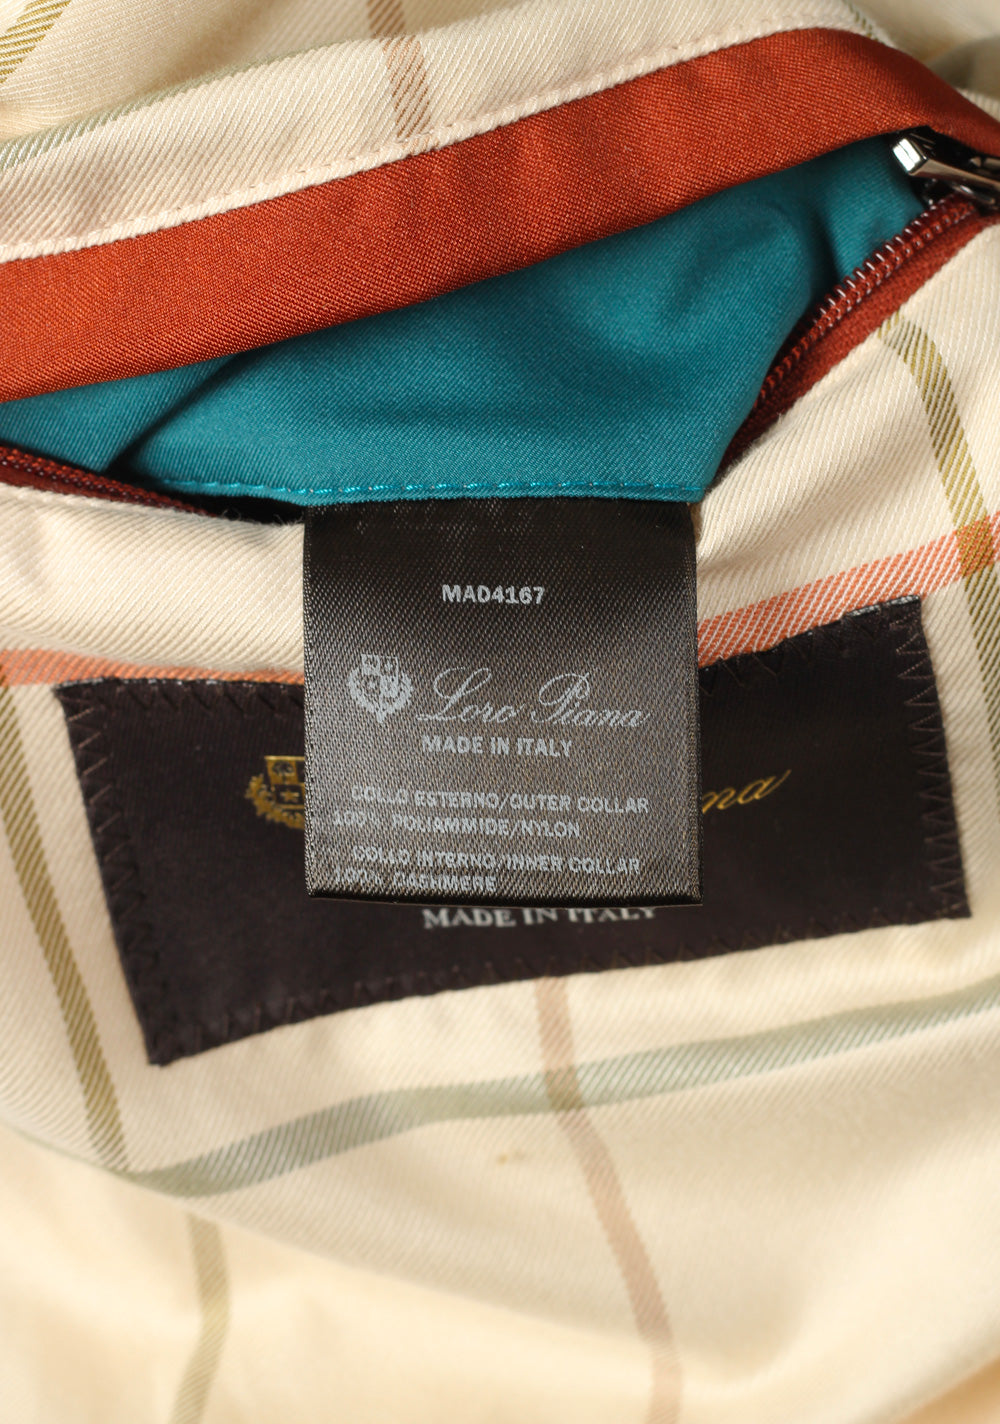 MAD4167
Loro Piana
MADE IN ITALY
COLLO ESTERNO/OUTER COLLAR
100% POLIAMMIDE/NYLON
COLLO INTERNO/INNER COLLAR
100% CASHMERE
na
MADE IN ITALY